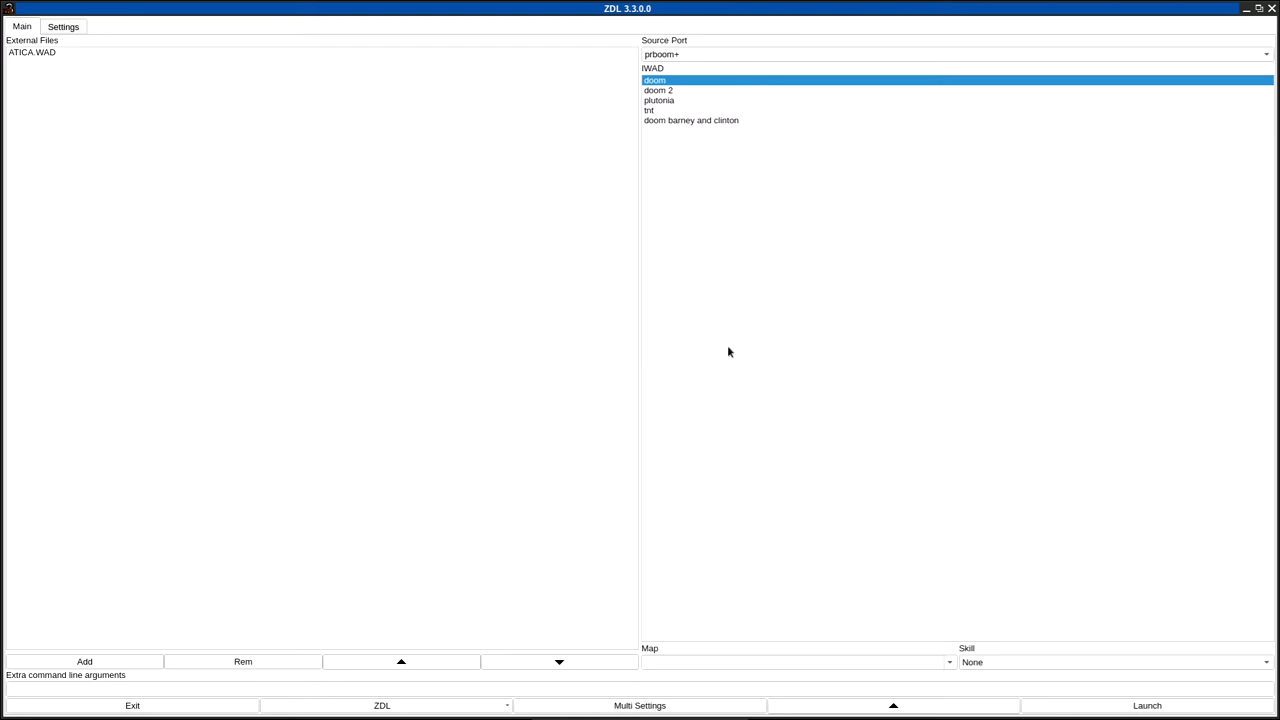 ZDL 3.3.0.0
Main
Settings
External Files
ATICA.WAD
Source Port
prboom+
IWAD
doom
doom 2
plutonia
tnt
doom barney and clinton
Map
Skill
None
Add
Rem
Extra command line arguments
Exit
ZDL
Multi Settings
Launch